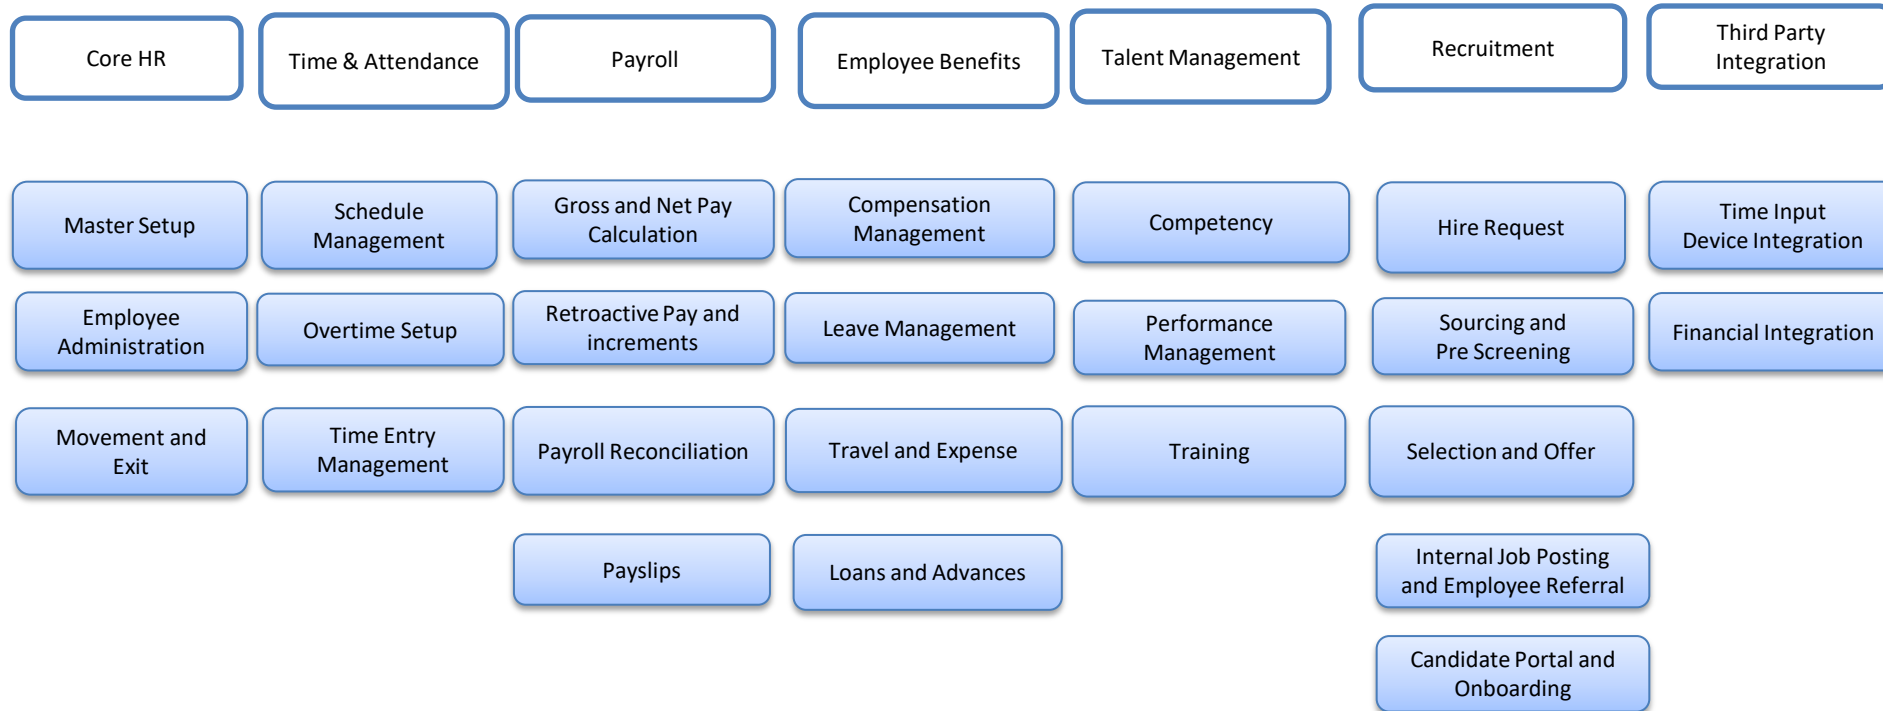 Core HR
Time & Attendance
Payroll
Employee Benefits
Talent Management
Recruitment
Third Party
Integration
Master Setup
Schedule
Management
Gross and Net Pay
Calculation
Compensation
Management
Competency
Hire Request
Time Input
Device Integration
Employee
Administration
Overtime Setup
Retroactive Pay and
increments
Leave Management
Performance
Management
Sourcing and
Pre Screening
Financial Integration
Movement and
Exit
Time Entry
Management
Payroll Reconciliation
Travel and Expense
Training
Selection and Offer
Payslips
Loans and Advances
Internal Job Posting
and Employee Referral
Candidate Portal and
Onboarding